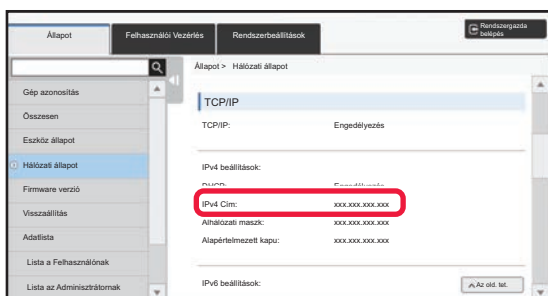 Állapot
Felhasználói Vezérlés
Rendszerbeállítások
Rendszergazda
belépés
Állapot > Hálózati állapot
Gép azonosítás
Összesen
Eszköz állapot
Hálózati állapot
Firmware verzió
Visszaállítás
Adatlista
Lista a Felhasználónak
Lista az Adminisztrátornak
TCP/IP
TCP/IP: Engedélyezés
IPv4 beállítások:
DHCP: Engedélyezés
IPv4 Cím: xxx.xxx.xxx.xxx
Alhálózati maszk: xxx.xxx.xxx.xxx
Alapértelmezett kapu: xxx.xxx.xxx.xxx
IPv6 beállítások:
Az old. tet.